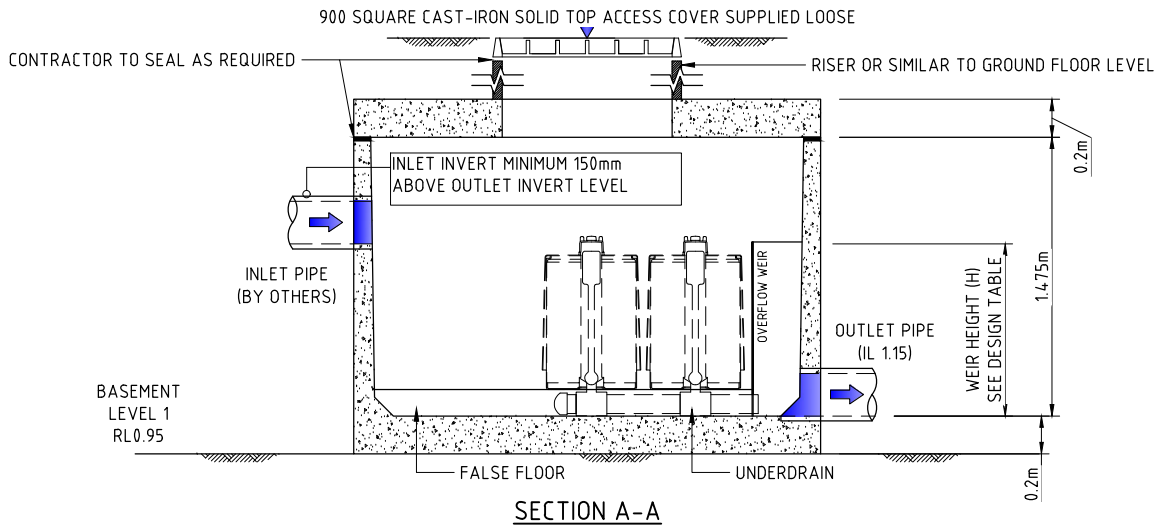 900 SQUARE CAST-IRON SOLID TOP ACCESS COVER SUPPLIED LOOSE
CONTRACTOR TO SEAL AS REQUIRED
RISER OR SIMILAR TO GROUND FLOOR LEVEL
0.2m
INLET INVERT MINIMUM 150mm
ABOVE OUTLET INVERT LEVEL
INLET PIPE
(BY OTHERS)
OVERFLOW WEIR
OUTLET PIPE
(IL 1.15)
WEIR HEIGHT (H)
SEE DESIGN TABLE
1.475m
BASEMENT
LEVEL 1
RL0.95
FALSE FLOOR
UNDERDRAIN
0.2m
SECTION A-A